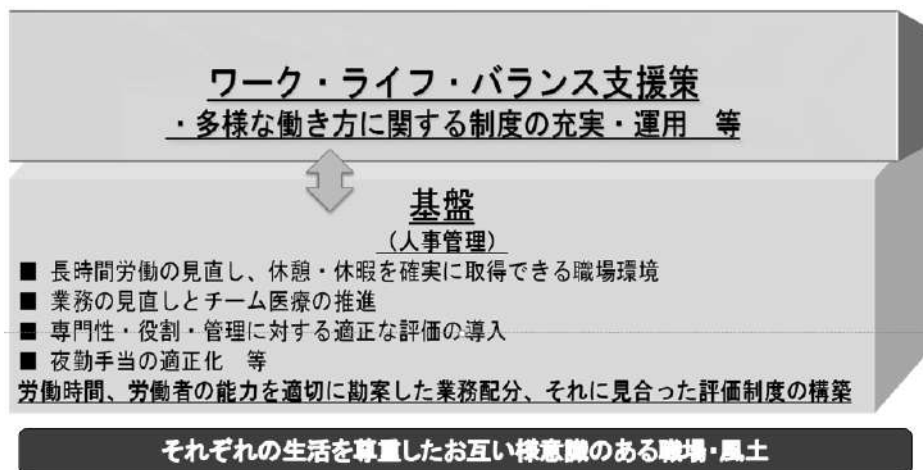 ワーク・ライフ・バランス支援策
・多様な働き方に関する制度の充実・運用　等
基盤
（人事管理）
■ 長時間労働の見直し、休憩・休暇を確実に取得できる職場環境
■ 業務の見直しとチーム医療の推進
■ 専門性・役割・管理に対する適正な評価の導入
■ 夜勤手当の適正化　等
労働時間、労働者の能力を適切に勘案した業務配分、それに見合った評価制度の構築
それぞれの生活を尊重したお互い様意識のある職場・風土